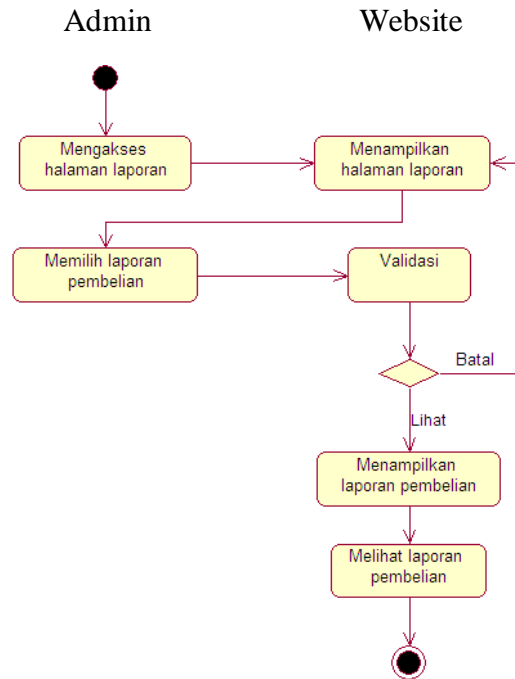 Admin
Website
Mengakses
halaman laporan
Menampilkan
halaman laporan
Memilih laporan
pembelian
Validasi
Batal
Lihat
Menampilkan
laporan pembelian
Melihat laporan
pembelian